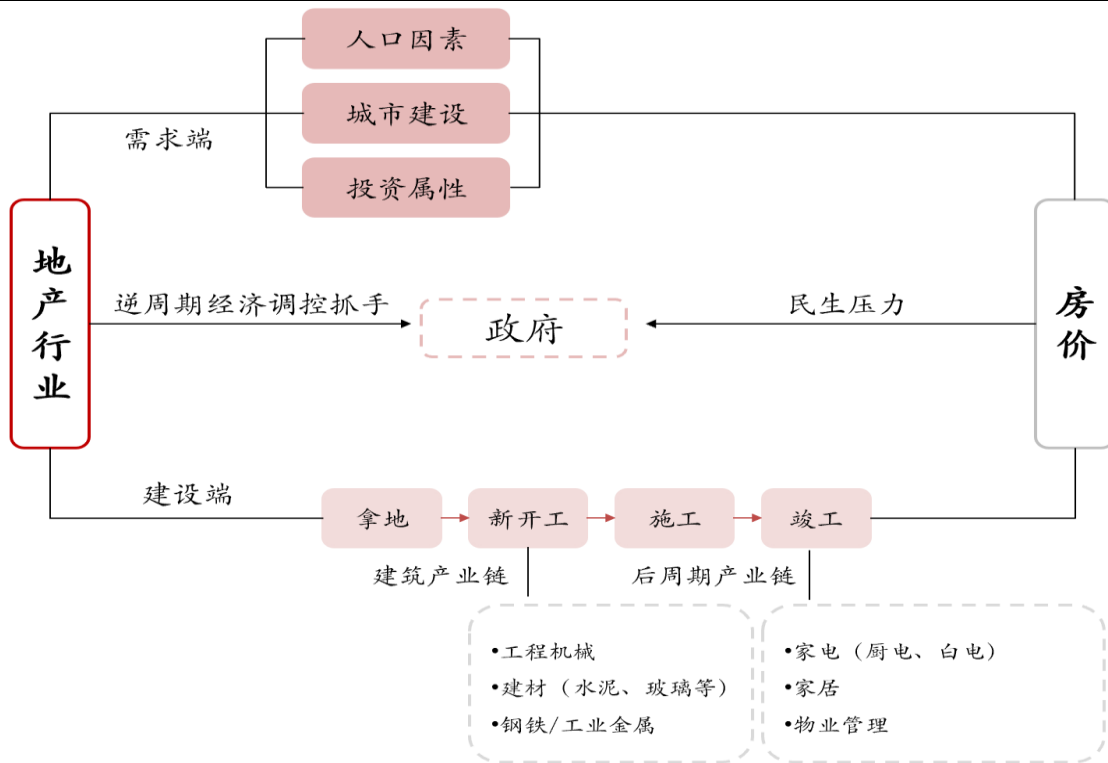 人口因素
城市建设
需求端
投资属性
地产行业
逆周期经济调控抓手
政府
民生压力
房价
建设端
拿地
新开工
施工
竣工
建筑产业链
后周期产业链
•工程机械
•建材（水泥、玻璃等）
•钢铁/工业金属
•家电（厨电、白电）
•家居
•物业管理